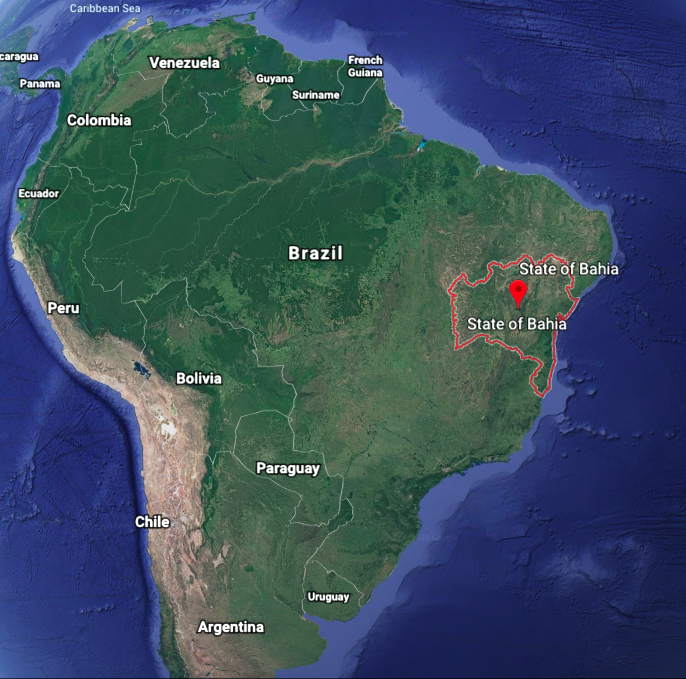 Caribbean Sea
caragua
Panama
Venezuela
Guyana
French
Guiana
Suriname
Colombia
Ecuador
Brazil
State of Bahia
Peru
State of Bahia
Bolivia
Paraguay
Chile
Uruguay
Argentina